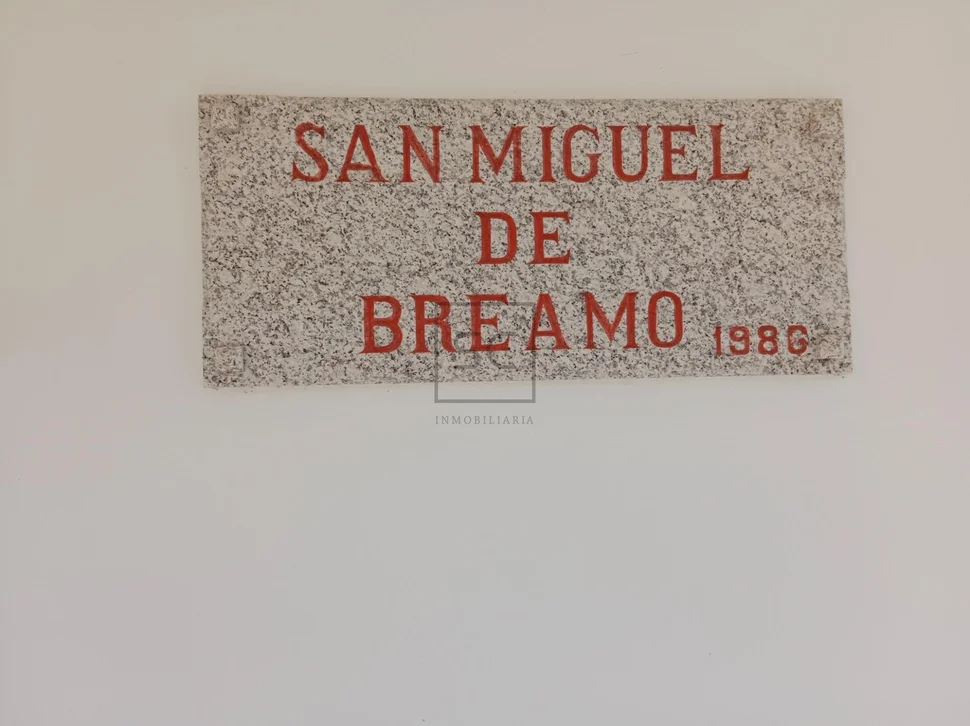 SAN MIGUEL
DE
BREAMO 1986
INMOBILIARIA